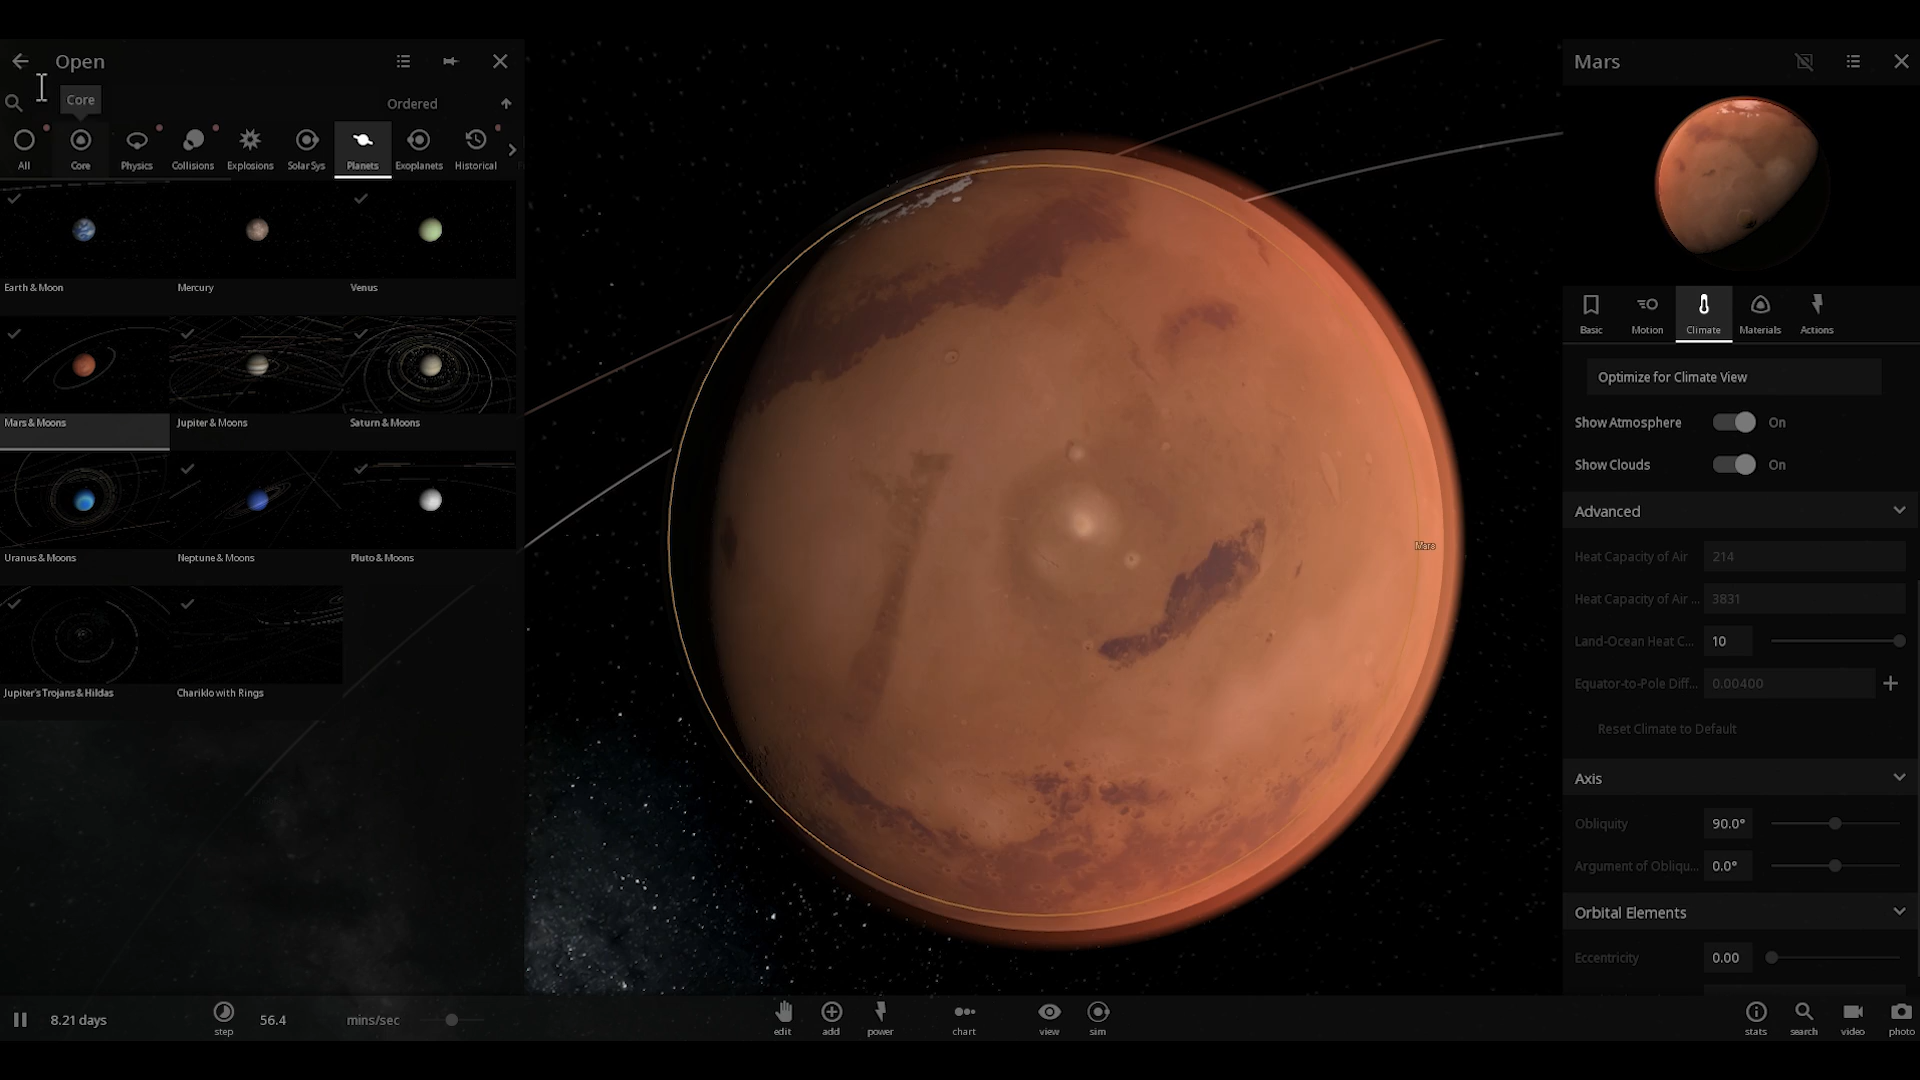 Open
Core
Ordered
All
Core
Physics
Collisions
Explosions
Solar Sys
Planets
Exoplanets
Historical
Earth & Moon
Mercury
Venus
Mars & Moons
Jupiter & Moons
Saturn & Moons
Uranus & Moons
Neptune & Moons
Pluto & Moons
Jupiter's Trojans & Hildas
Chariklo with Rings
Mars
Mars
Basic
Motion
Climate
Materials
Actions
Optimize for Climate View
Show Atmosphere On
Show Clouds On
Advanced
Heat Capacity of Air 214
Heat Capacity of Air ... 3831
Land-Ocean Heat C... 10
Equator-to-Pole Diff... 0.00400
Reset Climate to Default
Axis
Obliquity 90.0°
Argument of Obliqu... 0.0°
Orbital Elements
Eccentricity 0.00
8.21 days
step
56.4 mins/sec
edit
add
power
chart
view
sim
stats
search
video
photo